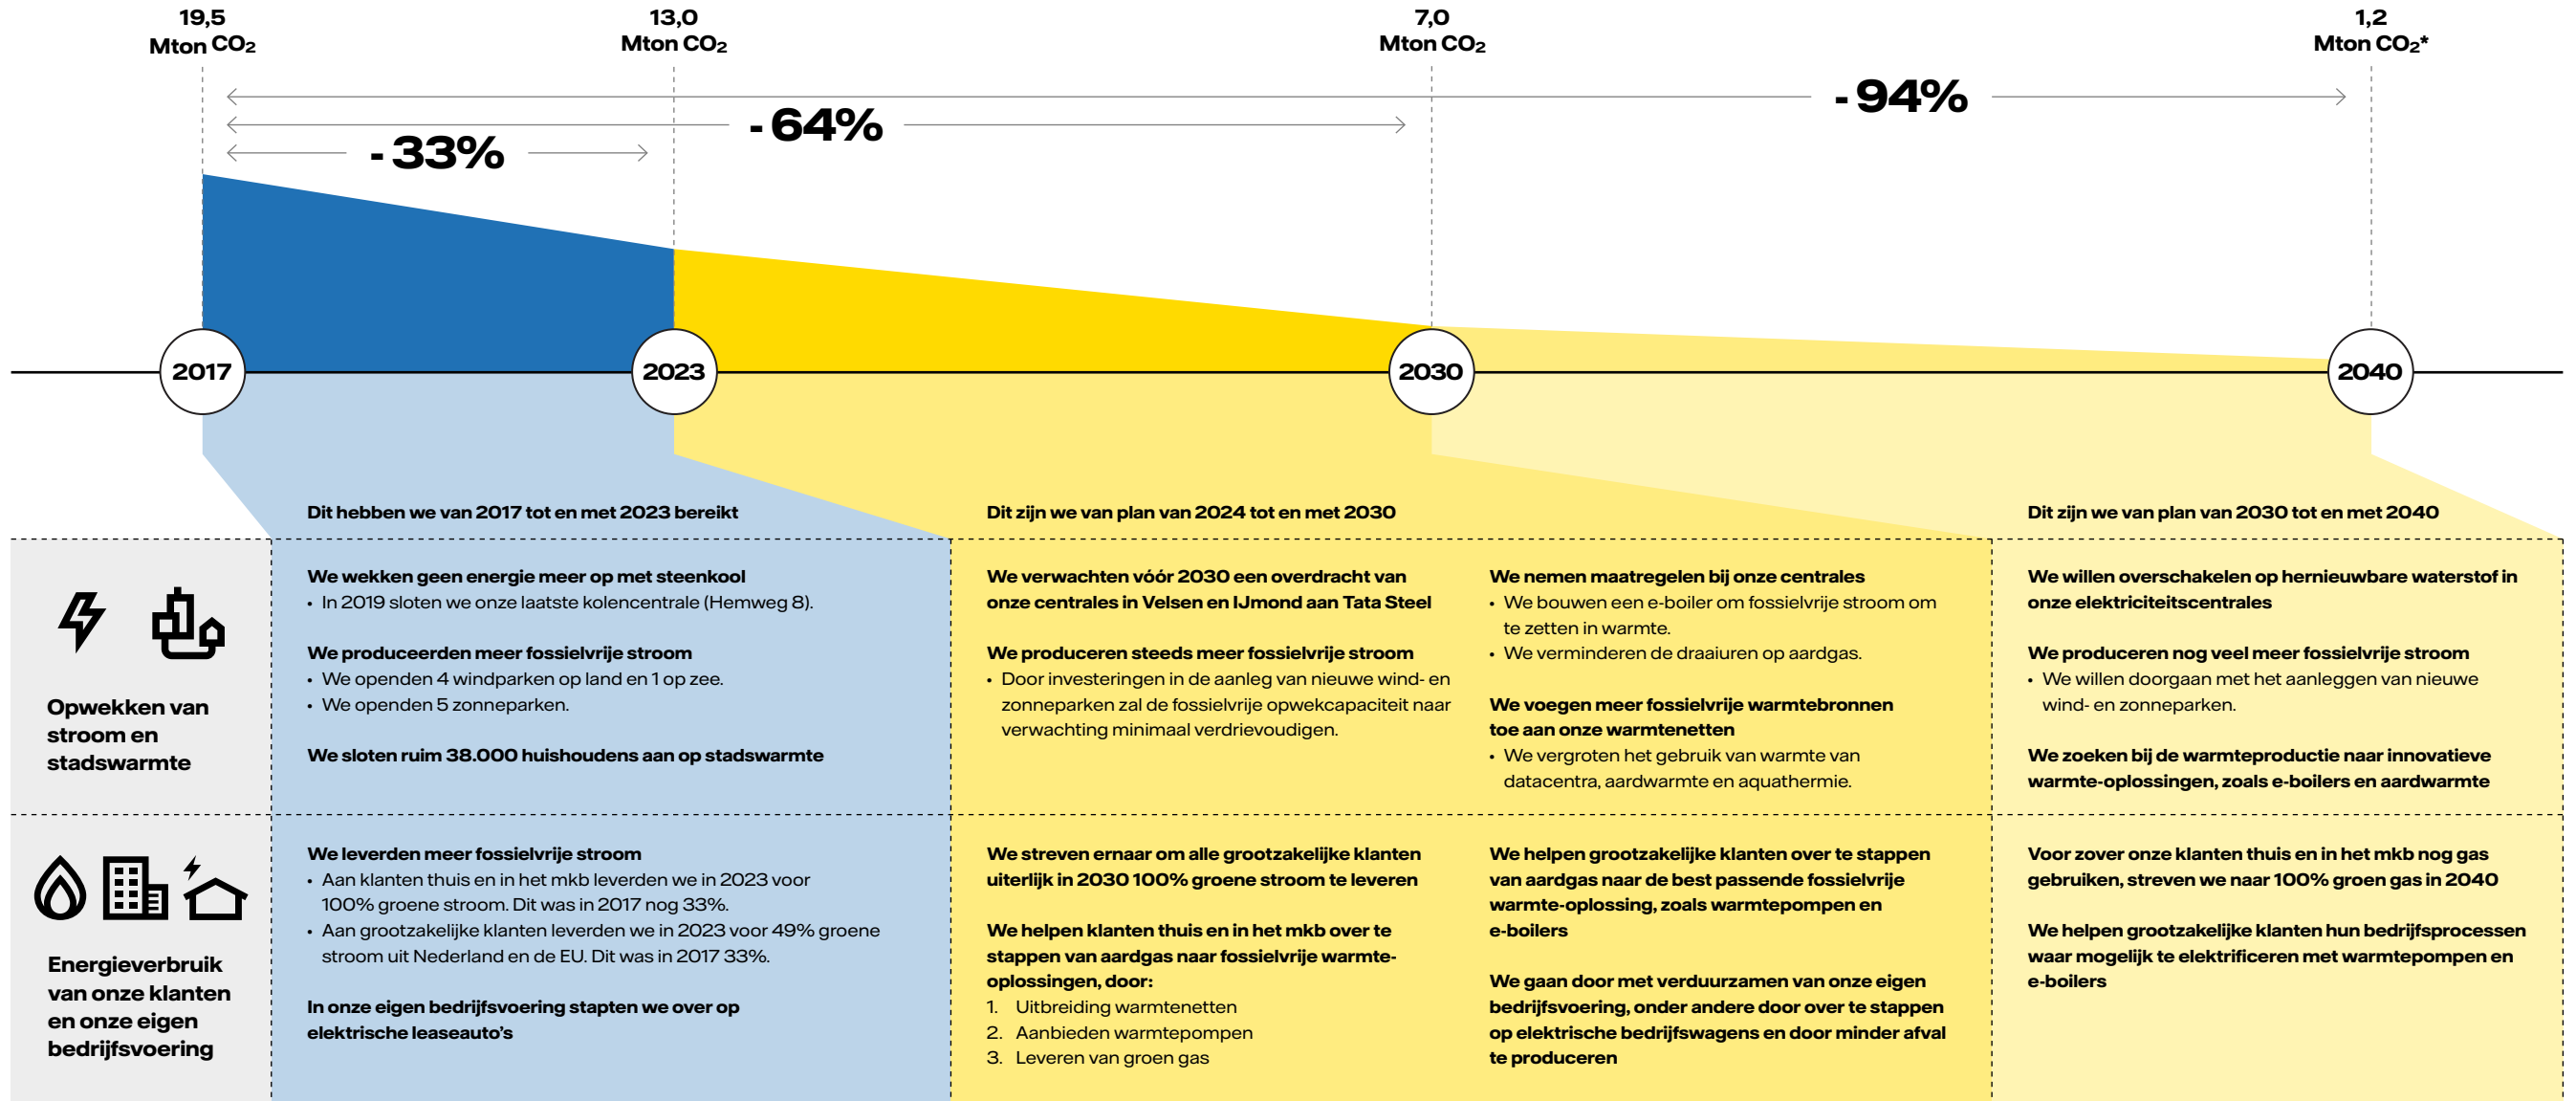 19,5
Mton CO₂
13,0
Mton CO₂
7,0
Mton CO₂
1,2
Mton CO₂*
- 94%
- 64%
- 33%
2017
2023
2030
2040
Dit hebben we van 2017 tot en met 2023 bereikt
Dit zijn we van plan van 2024 tot en met 2030
Dit zijn we van plan van 2030 tot en met 2040
Opwekken van
stroom en
stadswarmte
We wekken geen energie meer op met steenkool
• In 2019 sloten we onze laatste kolencentrale (Hemweg 8).
We produceerden meer fossielvrije stroom
• We openden 4 windparken op land en 1 op zee.
• We openden 5 zonneparken.
We sloten ruim 38.000 huishoudens aan op stadswarmte
We verwachten vóór 2030 een overdracht van
onze centrales in Velsen en IJmond aan Tata Steel
We produceren steeds meer fossielvrije stroom
• Door investeringen in de aanleg van nieuwe wind- en
zonneparken zal de fossielvrije opwekcapaciteit naar
verwachting minimaal verdrievoudigen.
We nemen maatregelen bij onze centrales
• We bouwen een e-boiler om fossielvrije stroom om
te zetten in warmte.
• We verminderen de draaiuren op aardgas.
We voegen meer fossielvrije warmtebronnen
toe aan onze warmtenetten
• We vergroten het gebruik van warmte van
datacentra, aardwarmte en aquathermie.
We willen overschakelen op hernieuwbare waterstof in
onze elektriciteitscentrales
We produceren nog veel meer fossielvrije stroom
• We willen doorgaan met het aanleggen van nieuwe
wind- en zonneparken.
We zoeken bij de warmteproductie naar innovatieve
warmte-oplossingen, zoals e-boilers en aardwarmte
Energieverbruik
van onze klanten
en onze eigen
bedrijfsvoering
We leverden meer fossielvrije stroom
• Aan klanten thuis en in het mkb leverden we in 2023 voor
100% groene stroom. Dit was in 2017 nog 33%.
• Aan grootzakelijke klanten leverden we in 2023 voor 49% groene
stroom uit Nederland en de EU. Dit was in 2017 33%.
In onze eigen bedrijfsvoering stapten we over op
elektrische leaseauto's
We streven ernaar om alle grootzakelijke klanten
uiterlijk in 2030 100% groene stroom te leveren
We helpen klanten thuis en in het mkb over te
stappen van aardgas naar fossielvrije warmte-
oplossingen, door:
1. Uitbreiding warmtenetten
2. Aanbieden warmtepompen
3. Leveren van groen gas
We helpen grootzakelijke klanten over te stappen
van aardgas naar de best passende fossielvrije
warmte-oplossing, zoals warmtepompen en
e-boilers
We gaan door met verduurzamen van onze eigen
bedrijfsvoering, onder andere door over te stappen
op elektrische bedrijfswagens en door minder afval
te produceren
Voor zover onze klanten thuis en in het mkb nog gas
gebruiken, streven we naar 100% groen gas in 2040
We helpen grootzakelijke klanten hun bedrijfsprocessen
waar mogelijk te elektrificeren met warmtepompen en
e-boilers